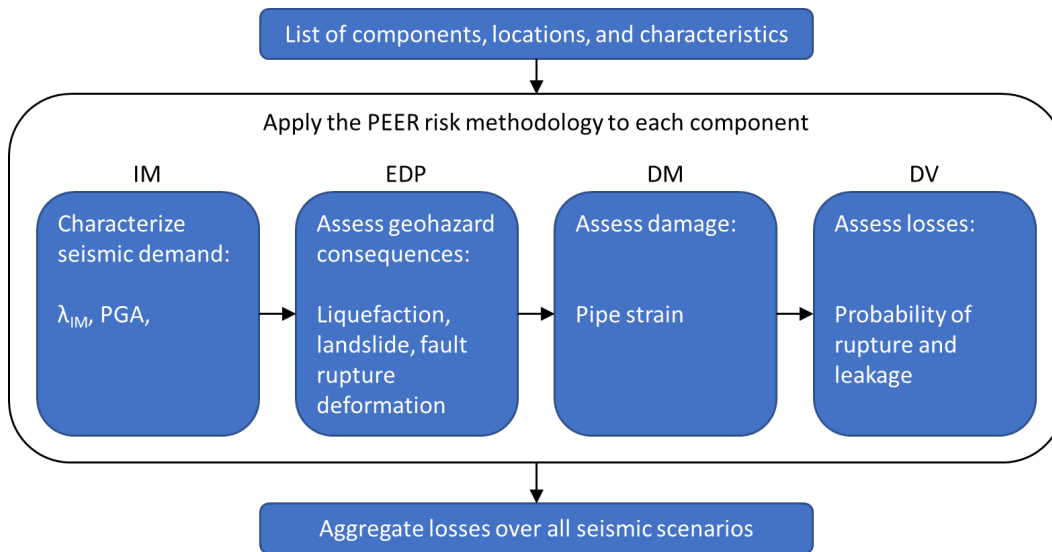 List of components, locations, and characteristics
Apply the PEER risk methodology to each component
IM
Characterize
seismic demand:
λIM, PGA,
EDP
Assess geohazard
consequences:
Liquefaction,
landslide, fault
rupture
deformation
DM
Assess damage:
Pipe strain
DV
Assess losses:
Probability of
rupture and
leakage
Aggregate losses over all seismic scenarios